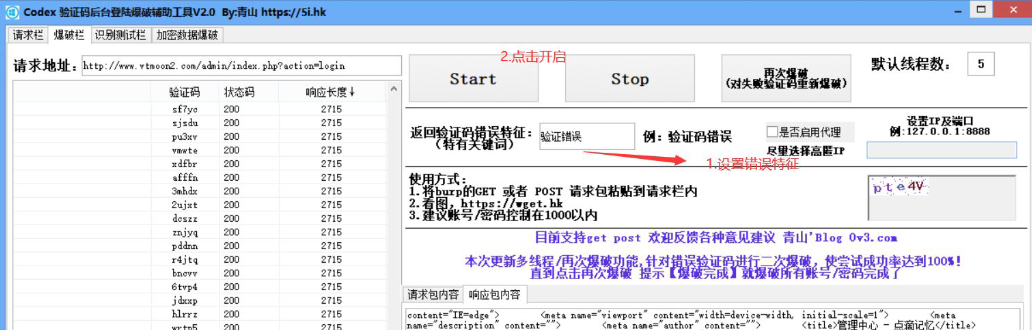 Codex 验证码后台登陆爆破辅助工具V2.0 By:青山 https://5i.hk
请求栏 爆破栏 识别测试栏 加密数据爆破
请求地址: http://www.vtmoon2.com/admin/index.php?action=login
验证码 状态码 响应长度↓
sf7yc 200 2715
sjsdu 200 2715
pu3xv 200 2715
vmwte 200 2715
xdfbr 200 2715
afffn 200 2715
3mhdx 200 2715
2ujxt 200 2715
dcszz 200 2715
znjyq 200 2715
pddnn 200 2715
r4jtq 200 2715
bnevv 200 2715
6tvp4 200 2715
jdxxp 200 2715
hlrrz 200 2715
wrtm5 200 2715
2.点击开启
Start
Stop
再次爆破
(对失败验证码重新爆破)
默认线程数: 5
返回验证码错误特征:
(特有关键词)
验证错误
例: 验证码错误
是否启用代理
尽量选择高匿IP
设置IP及端口
例:127.0.0.1:8888
1.设置错误特征
使用方式:
1.将burp的GET 或者 POST 请求包粘贴到请求栏内
2.看图, https://wget.hk
3.建议账号/密码控制在1000以内
pte4V
目前支持get post 欢迎反馈各种意见建议 青山'Blog 0v3.com
本次更新多线程/再次爆破功能,针对错误验证码进行二次爆破, 使尝试成功率达到100%!
直到点击再次爆破 提示【爆破完成】就爆破所有账号/密码完成了
请求包内容 响应包内容
content="IE=edge"> <meta name="viewport" content="width=device-width, initial-scale=1"> <meta
name="description" content=""> <meta name="author" content=""> <title>管理中心 - 点滴记忆</title>